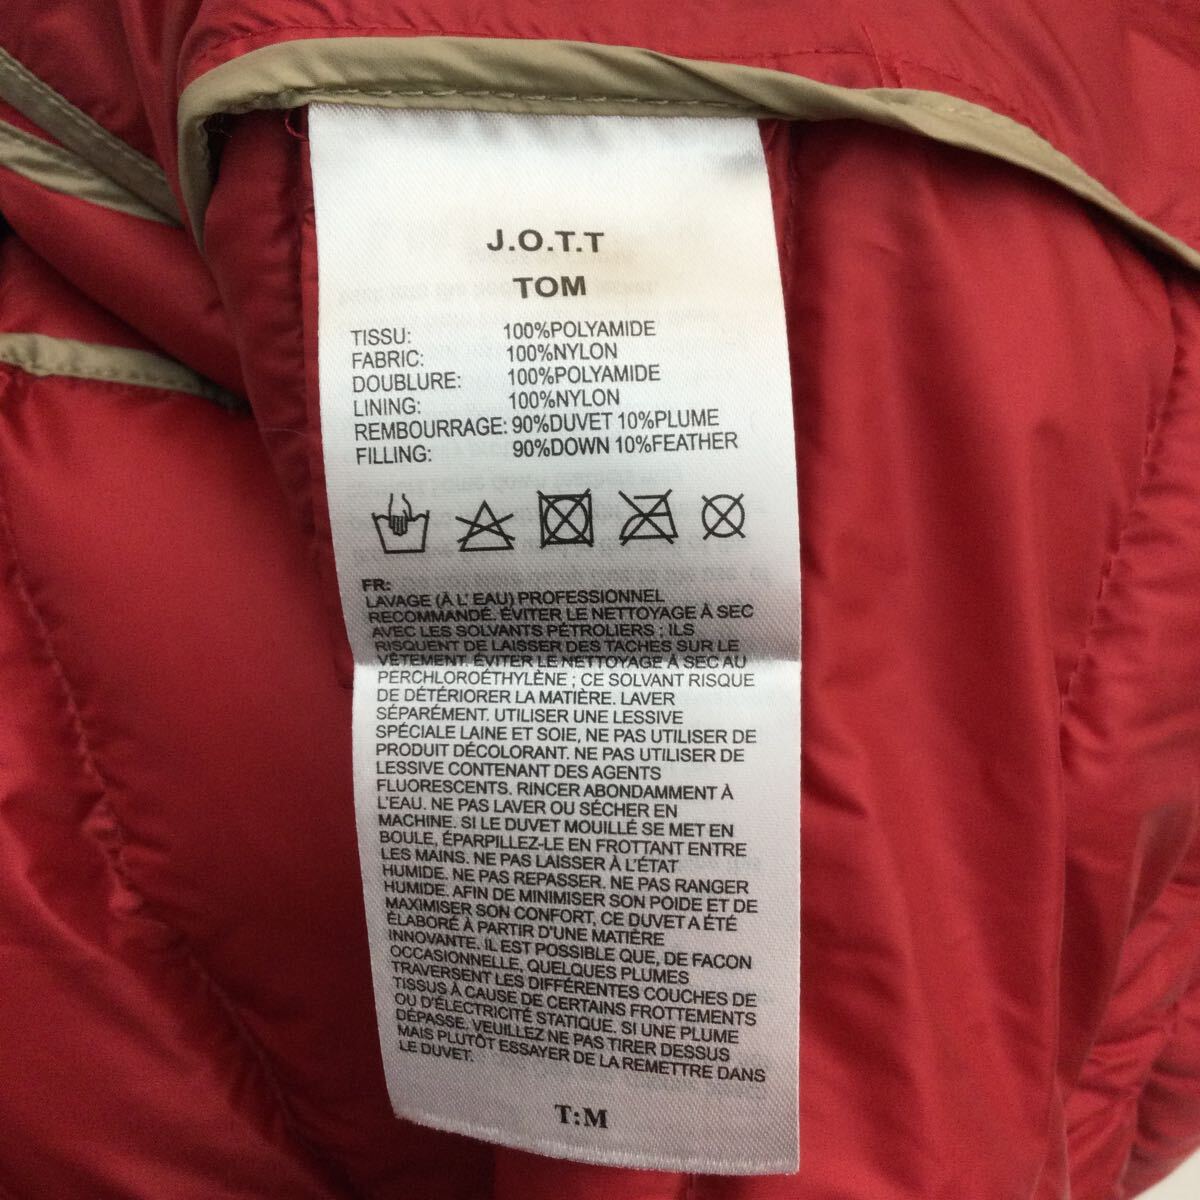 J.O.T.T
TOM
TISSU: 100%POLYAMIDE
FABRIC: 100%NYLON
DOUBLURE: 100%POLYAMIDE
LINING: 100%NYLON
REMBOURRAGE: 90%DUVET 10%PLUME
FILLING: 90%DOWN 10%FEATHER
FR:
LAVAGE (À L' EAU) PROFESSIONNEL
RECOMMANDÉ. ÉVITER LE NETTOYAGE À SEC
AVEC LES SOLVANTS PÉTROLIERS ; ILS
RISQUENT DE LAISSER DES TACHES SUR LE
VÊTEMENT. ÉVITER LE NETTOYAGE À SEC AU
PERCHLOROÉTHYLÈNE ; CE SOLVANT RISQUE
DE DÉTÉRIORER LA MATIÈRE. LAVER
SÉPARÉMENT. UTILISER UNE LESSIVE
SPÉCIALE LAINE ET SOIE, NE PAS UTILISER DE
PRODUIT DÉCOLORANT. NE PAS UTILISER DE
LESSIVE CONTENANT DES AGENTS
FLUORESCENTS. RINCER ABONDAMMENT À
L'EAU. NE PAS LAVER OU SÉCHER EN
MACHINE. SI LE DUVET MOUILLÉ SE MET EN
BOULE, ÉPARPILLEZ-LE EN FROTTANT ENTRE
LES MAINS. NE PAS LAISSER À L'ÉTAT
HUMIDE. NE PAS REPASSER. NE PAS RANGER
HUMIDE. AFIN DE MINIMISER SON POIDE ET DE
MAXIMISER SON CONFORT, CE DUVET A ÉTÉ
ÉLABORÉ À PARTIR D'UNE MATIÈRE
INNOVANTE. IL EST POSSIBLE QUE, DE FACON
OCCASIONNELLE, QUELQUES PLUMES
TRAVERSENT LES DIFFÉRENTES COUCHES DE
TISSUS À CAUSE DE CERTAINS FROTTEMENTS
OU D'ÉLECTRICITÉ STATIQUE. SI UNE PLUME
DÉPASSE, VEUILLEZ NE PAS TIRER DESSUS
MAIS PLUTÔT ESSAYER DE LA REMETTRE DANS
LE DUVET.
T:M